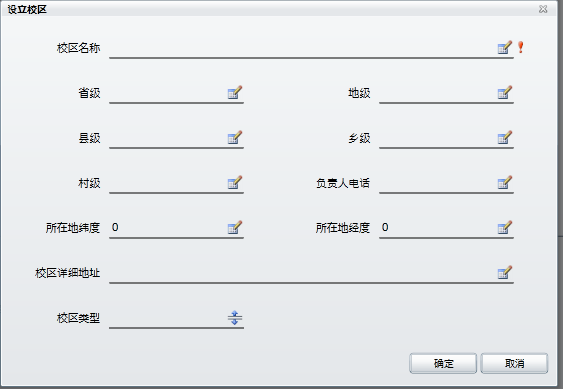 设立校区
校区名称
省级 地级
县级 乡级
村级 负责人电话
所在地纬度 0 所在地经度 0
校区详细地址
校区类型
确定 取消